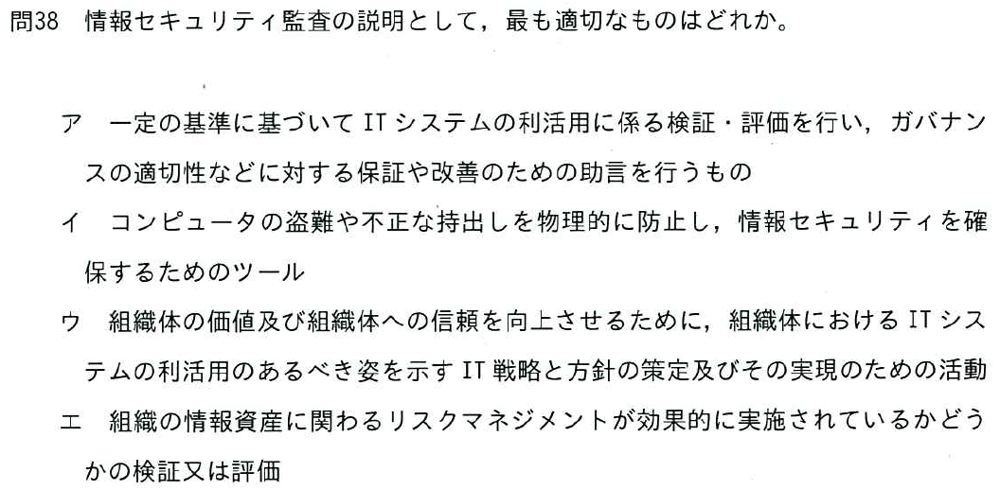 問38 情報セキュリティ監査の説明として，最も適切なものはどれか。
ア 一定の基準に基づいて IT システムの利活用に係る検証・評価を行い，ガバナン
スの適切性などに対する保証や改善のための助言を行うもの
イ コンピュータの盗難や不正な持出しを物理的に防止し，情報セキュリティを確
保するためのツール
ウ 組織体の価値及び組織体への信頼を向上させるために，組織体における IT シス
テムの利活用のあるべき姿を示す IT 戦略と方針の策定及びその実現のための活動
エ 組織の情報資産に関わるリスクマネジメントが効果的に実施されているかどう
かの検証又は評価